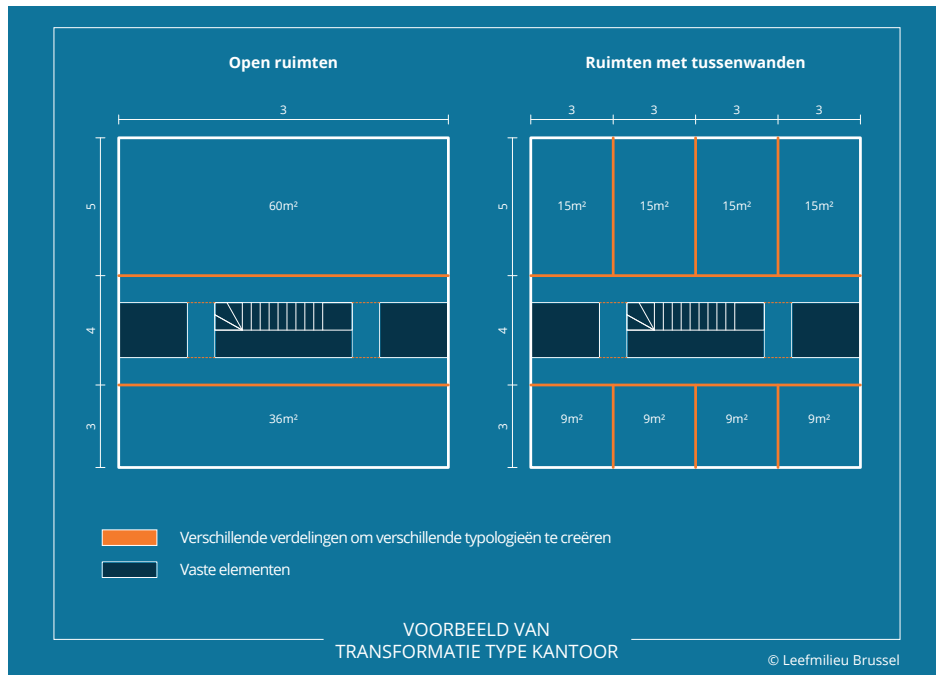 Open ruimten
Ruimten met tussenwanden
3
3 3 3 3
5
60m²
5
15m² 15m² 15m² 15m²
4
4
3
36m²
3
9m² 9m² 9m² 9m²
Verschillende verdelingen om verschillende typologieën te creëren
Vaste elementen
VOORBEELD VAN
TRANSFORMATIE TYPE KANTOOR
© Leefmilieu Brussel